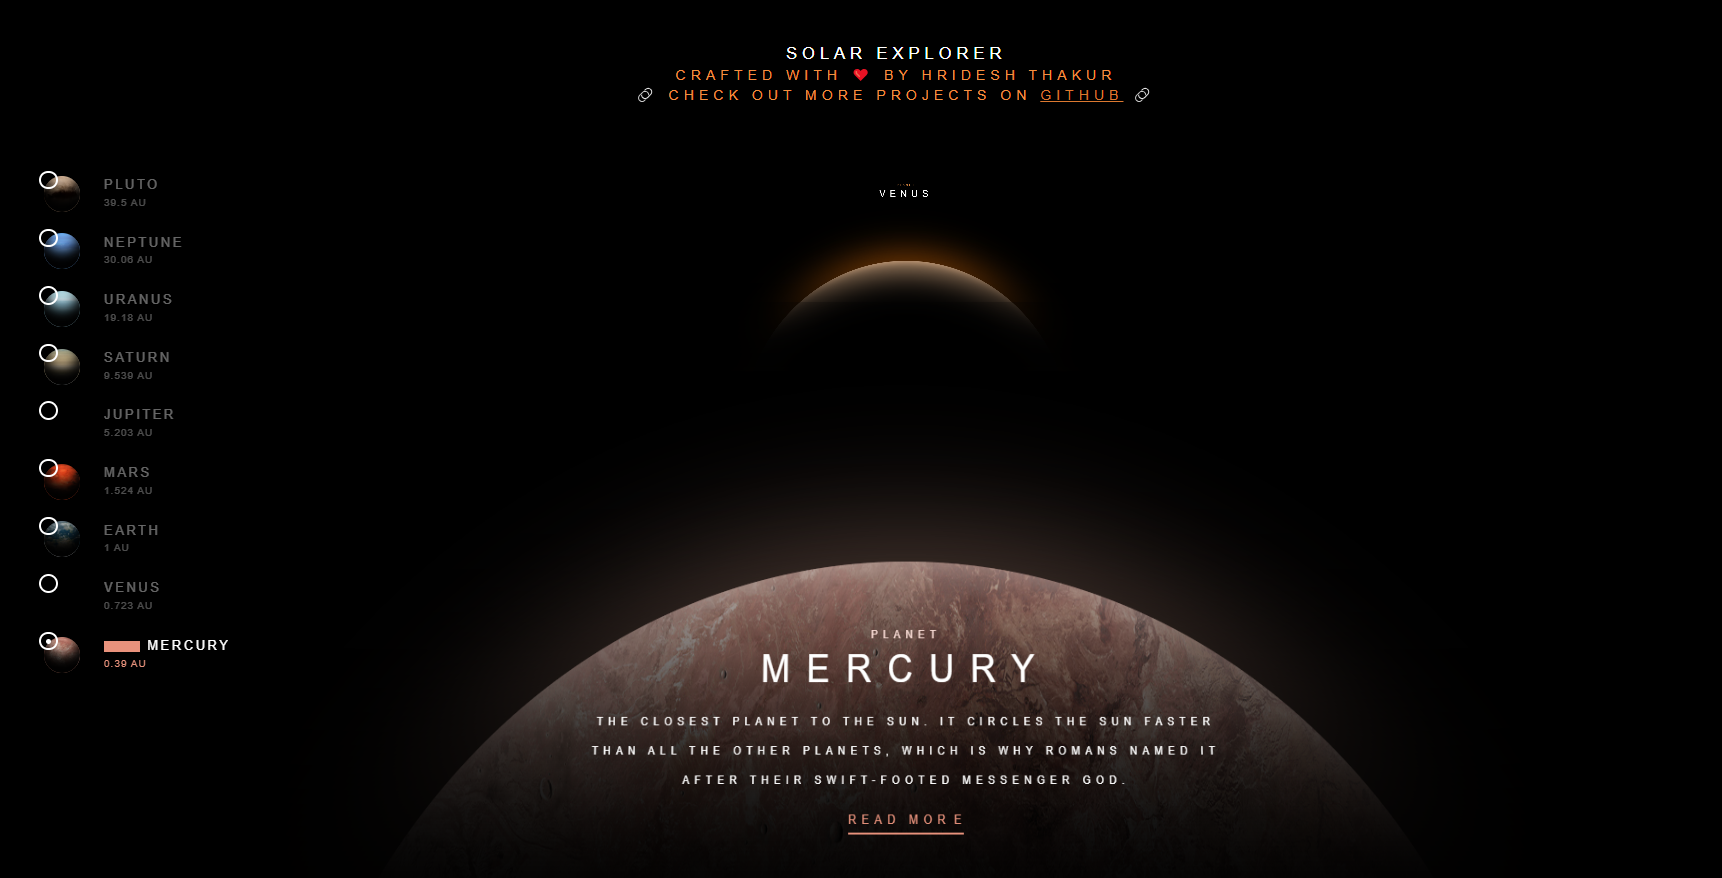 SOLAR EXPLORER
CRAFTED WITH ❤ BY HRIDESH THAKUR
CHECK OUT MORE PROJECTS ON GITHUB
PLUTO
39.5 AU
NEPTUNE
30.06 AU
URANUS
19.18 AU
SATURN
9.539 AU
JUPITER
5.203 AU
MARS
1.524 AU
EARTH
1 AU
VENUS
0.723 AU
MERCURY
0.39 AU
VENUS
PLANET
MERCURY
THE CLOSEST PLANET TO THE SUN. IT CIRCLES THE SUN FASTER
THAN ALL THE OTHER PLANETS, WHICH IS WHY ROMANS NAMED IT
AFTER THEIR SWIFT-FOOTED MESSENGER GOD.
READ MORE